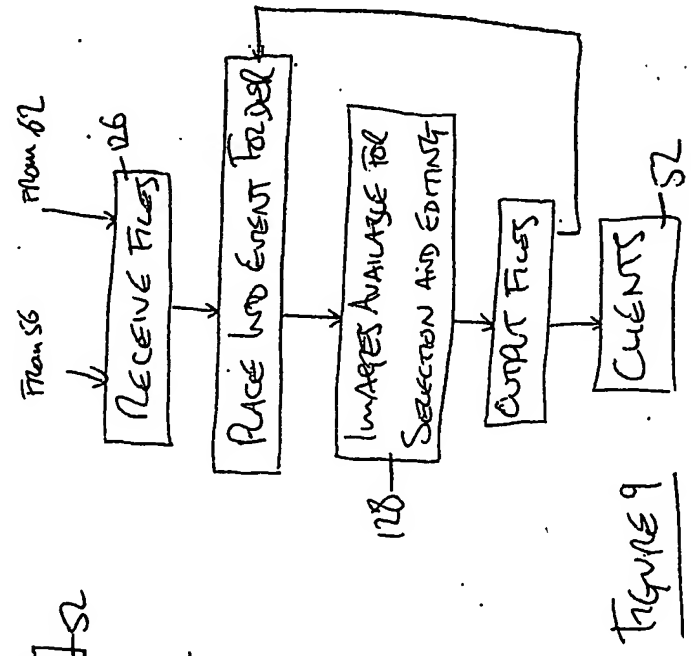 FROM 56
FROM 62
RECEIVE FILES
126
PLACE INTO EVENT FOLDER
IMAGES AVAILABLE FOR
SELECTION AND EDITING
128
OUTPUT FILES
CLIENTS
52
FIGURE 9
52